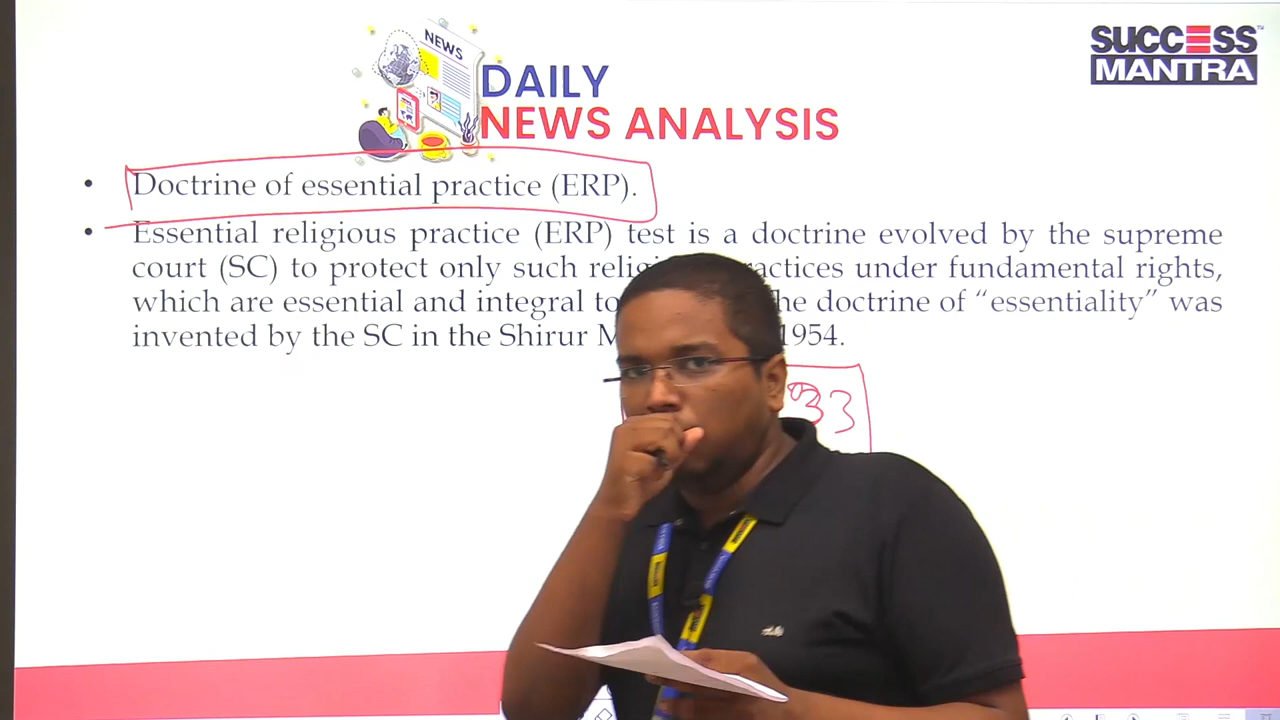 NEWS
DAILY
NEWS ANALYSIS
SUCCESS
MANTRA
• Doctrine of essential practice (ERP).
• Essential religious practice (ERP) test is a doctrine evolved by the supreme
court (SC) to protect only such practices under fundamental rights,
which are essential and integral to doctrine of “essentiality” was
invented by the SC in the Shirur 1954.